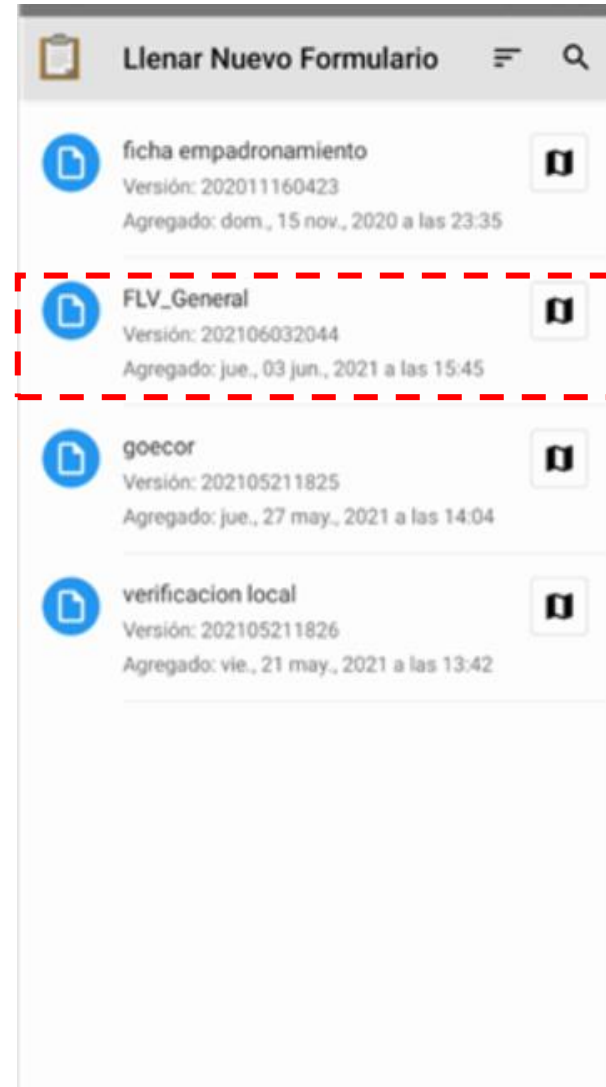 Llenar Nuevo Formulario
ficha empadronamiento
Versión: 202011160423
Agregado: dom., 15 nov., 2020 a las 23:35
FLV_General
Versión: 202106032044
Agregado: jue., 03 jun., 2021 a las 15:45
goecor
Versión: 202105211825
Agregado: jue., 27 may., 2021 a las 14:04
verificacion local
Versión: 202105211826
Agregado: vie., 21 may., 2021 a las 13:42